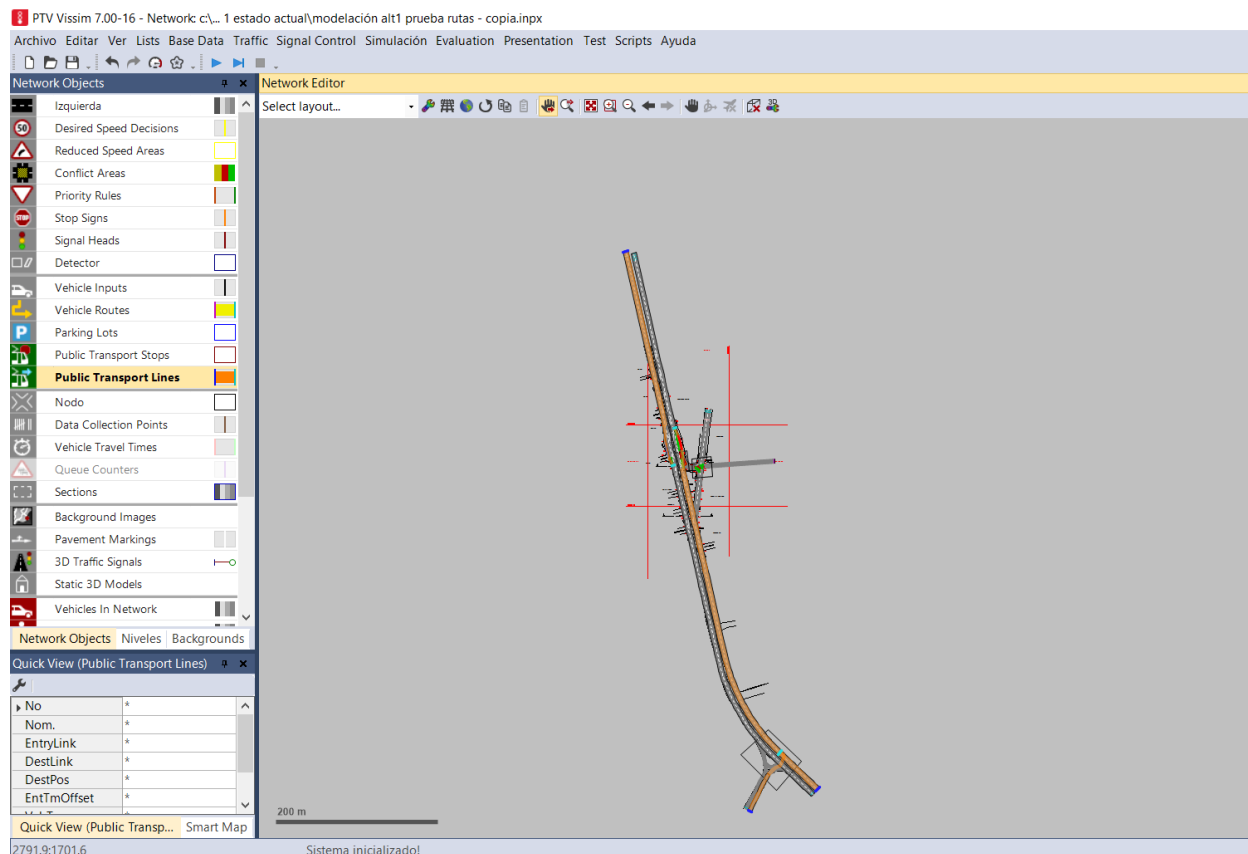 PTV Vissim 7.00-16 - Network: c:\... 1 estado actual\modelación alt1 prueba rutas - copia.inpx
Archivo Editar Ver Lists Base Data Traffic Signal Control Simulación Evaluation Presentation Test Scripts Ayuda
Network Objects
Izquierda
50
Desired Speed Decisions
Reduced Speed Areas
Conflict Areas
Priority Rules
STOP
Stop Signs
Signal Heads
Detector
Vehicle Inputs
Vehicle Routes
P
Parking Lots
Public Transport Stops
Public Transport Lines
Nodo
Data Collection Points
Vehicle Travel Times
Queue Counters
Sections
Background Images
Pavement Markings
3D Traffic Signals
Static 3D Models
Vehicles In Network
Network Objects Niveles Backgrounds
Quick View (Public Transport Lines)
No *
Nom. *
EntryLink *
DestLink *
DestPos *
EntTmOffset *
Quick View (Public Transp... Smart Map
Network Editor
Select layout...
3D
200 m
2791.9:1701.6
Sistema inicializado!